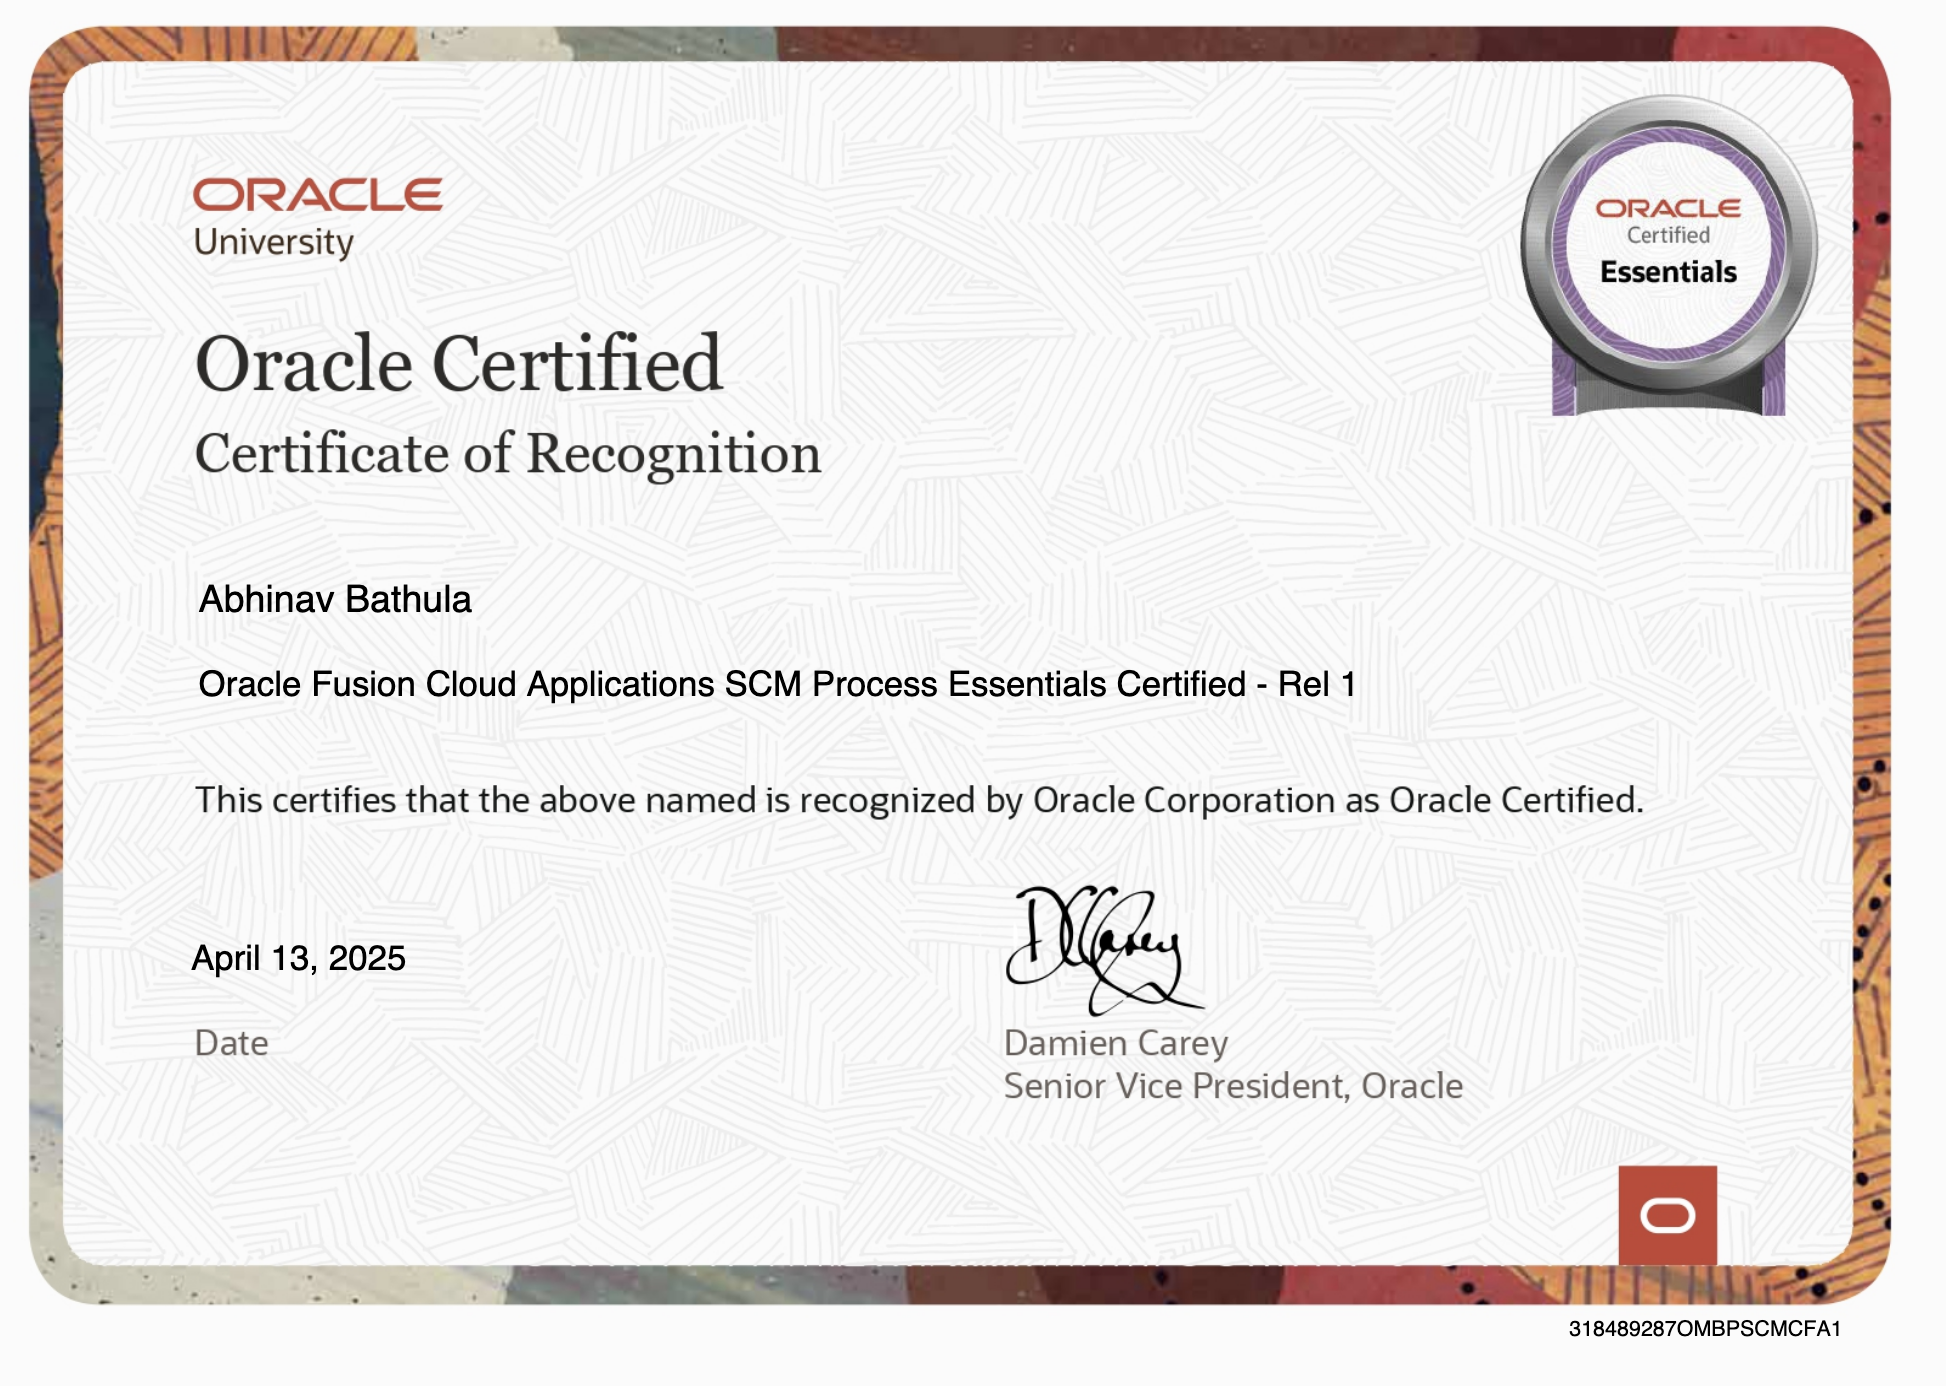 ORACLE
University
ORACLE
Certified
Essentials
Oracle Certified
Certificate of Recognition
Abhinav Bathula
Oracle Fusion Cloud Applications SCM Process Essentials Certified - Rel 1
This certifies that the above named is recognized by Oracle Corporation as Oracle Certified.
April 13, 2025
Date
DCCarey
Damien Carey
Senior Vice President, Oracle
318489287OMBPSCMCFA1